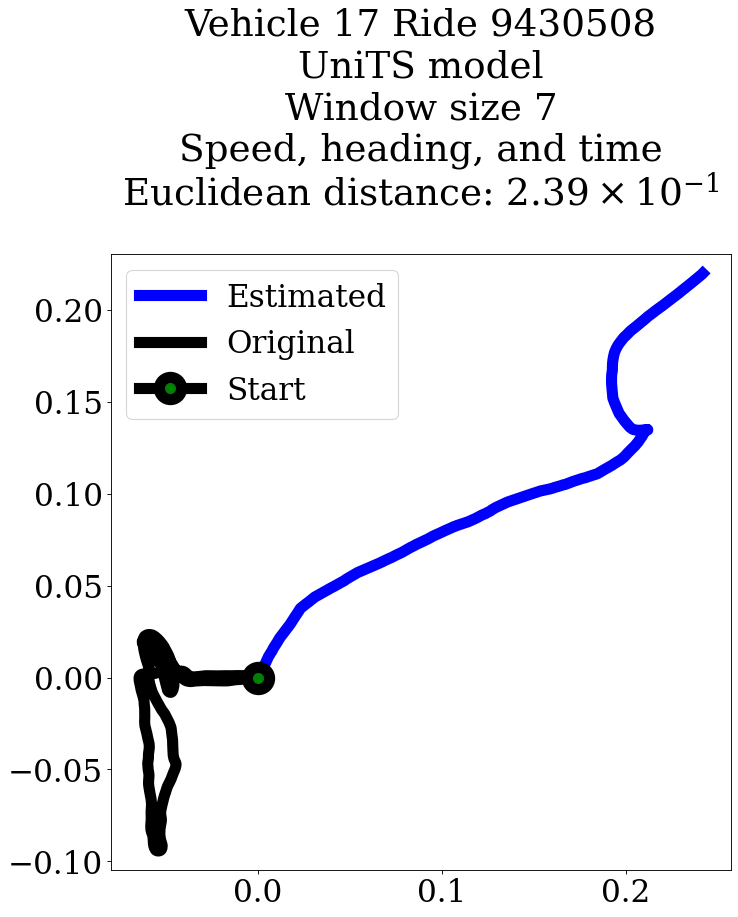 Vehicle 17 Ride 9430508
UniTS model
Window size 7
Speed, heading, and time
Euclidean distance: 2.39 × 10⁻¹
Estimated
Original
Start
0.20
0.15
0.10
0.05
0.00
−0.05
−0.10
0.0 0.1 0.2